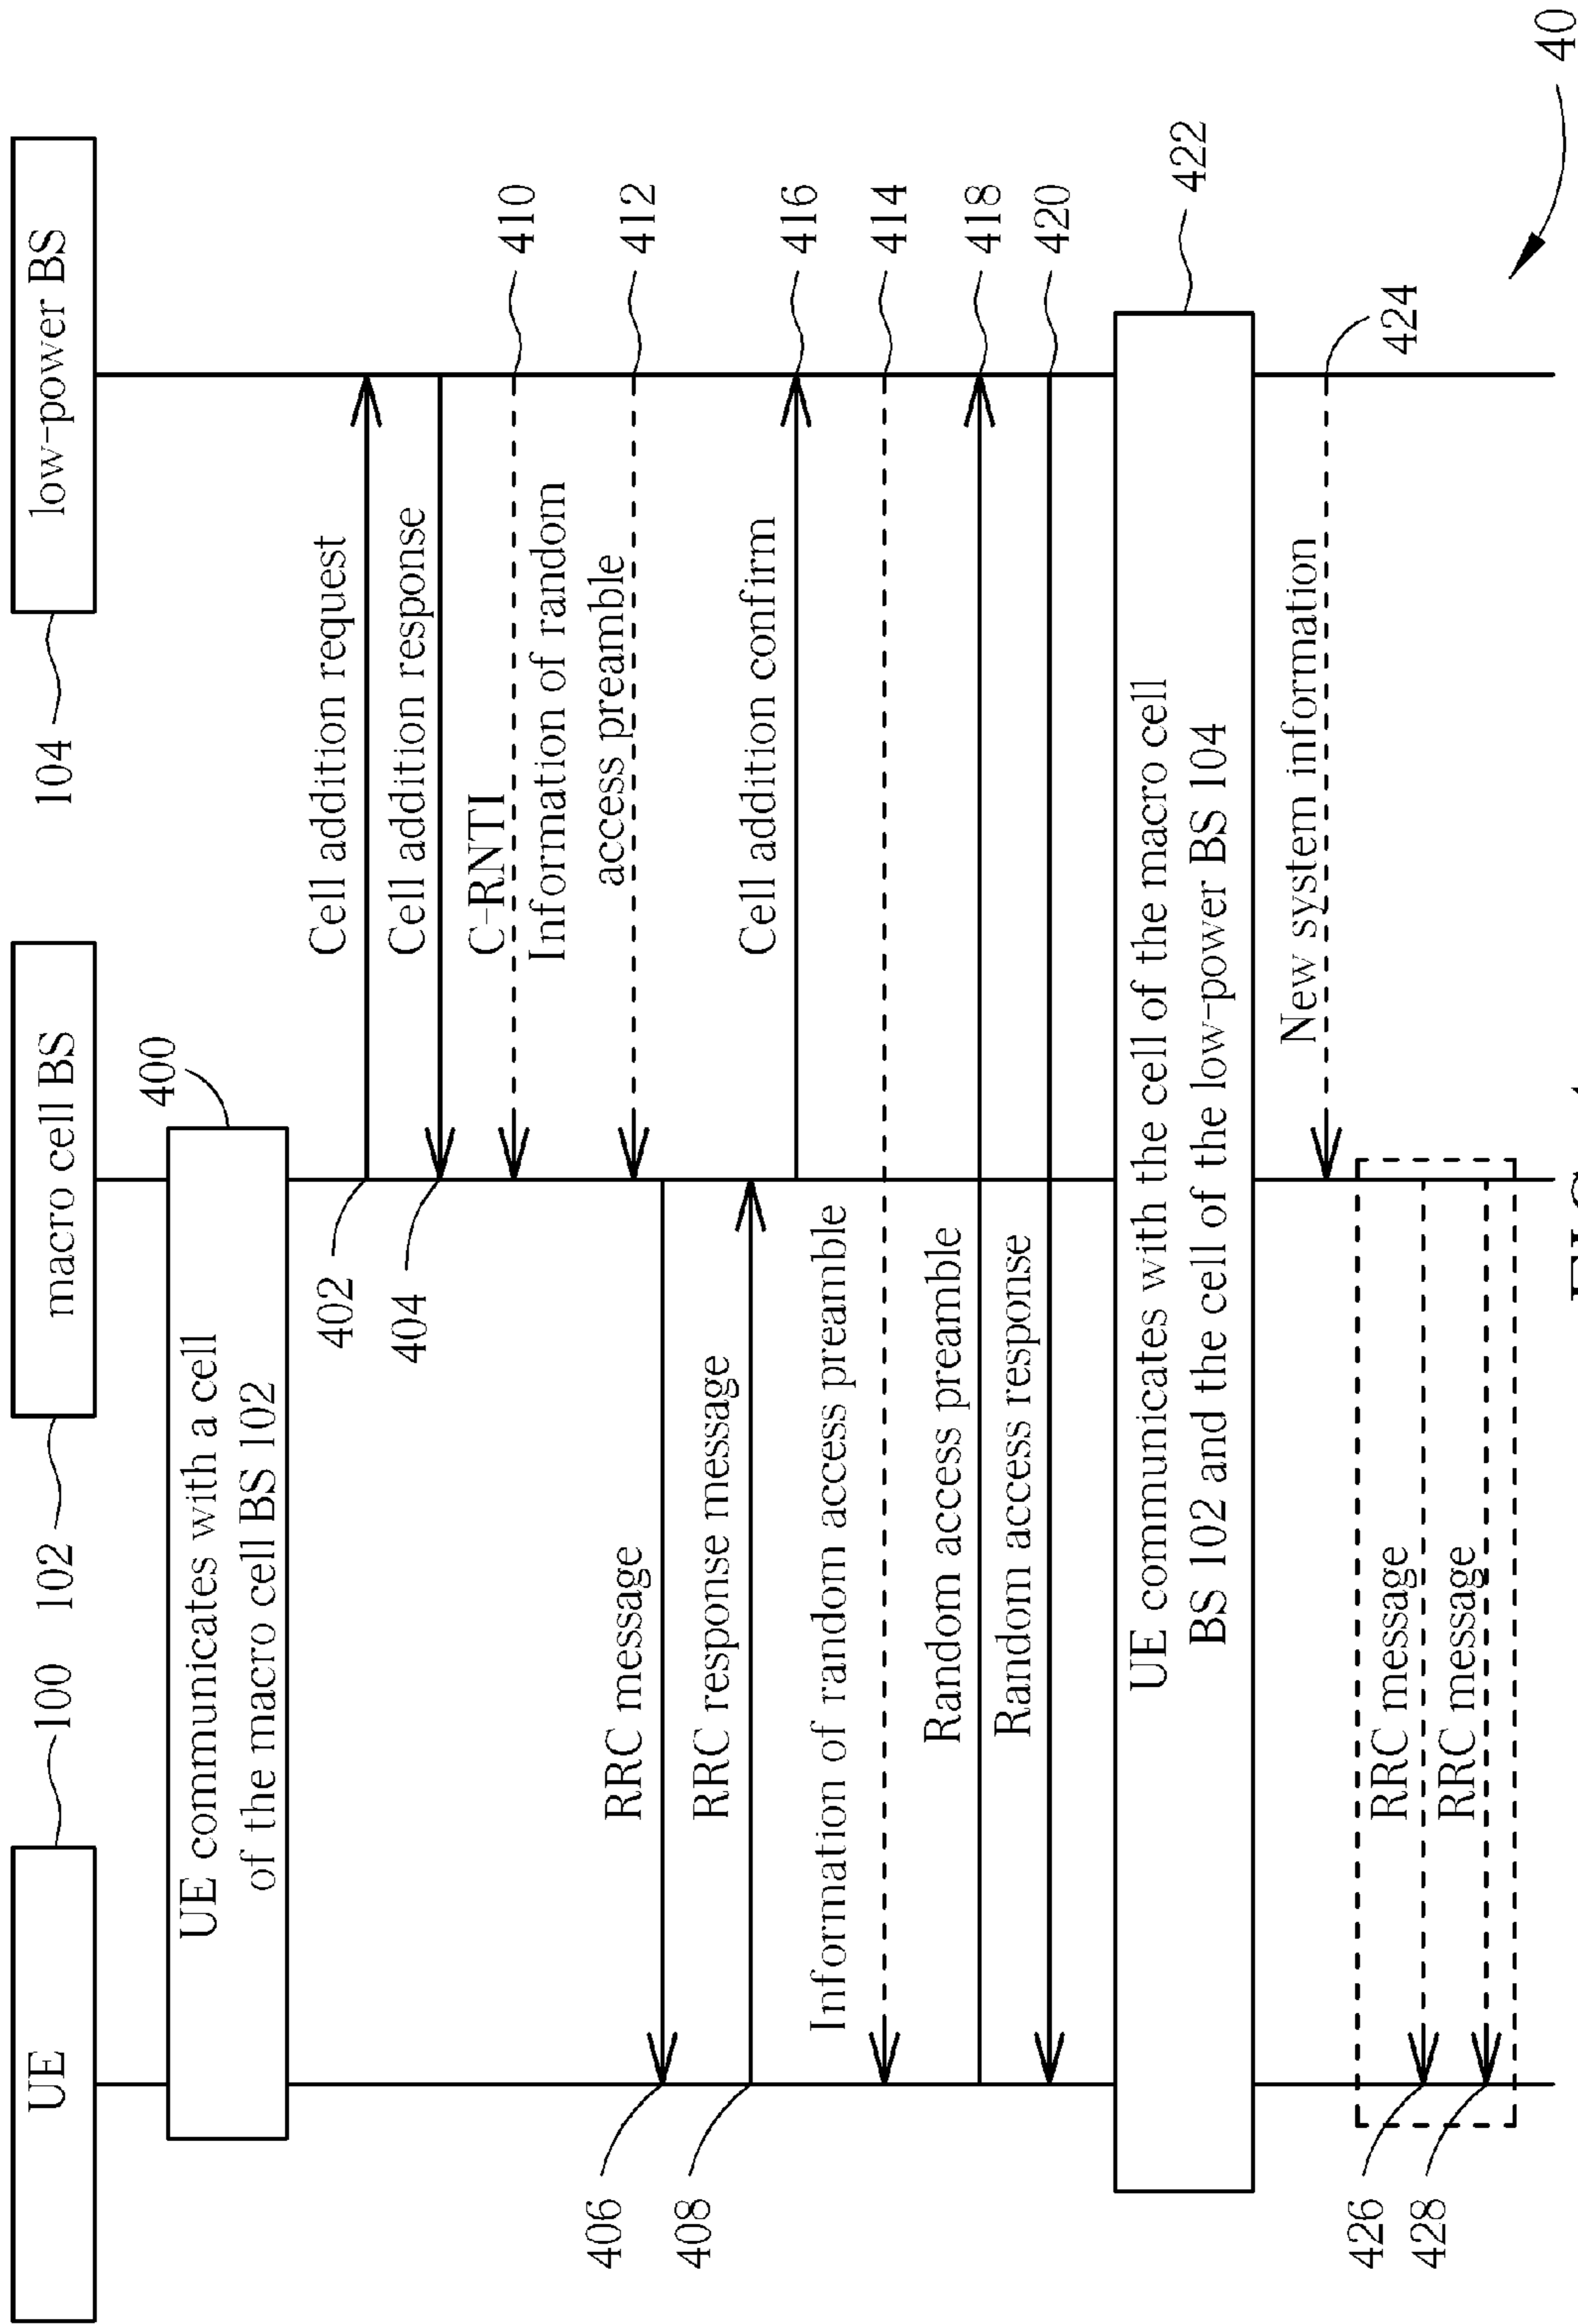 UE
100
macro cell BS
102
low-power BS
104
UE communicates with a cell
of the macro cell BS 102
400
Cell addition request
402
Cell addition response
404
C-RNTI
410
Information of random
access preamble
412
RRC message
406
RRC response message
408
Cell addition confirm
416
Information of random access preamble
414
Random access preamble
418
Random access response
420
UE communicates with the cell of the macro cell
BS 102 and the cell of the low-power BS 104
422
New system information
424
RRC message
426
RRC message
428
40